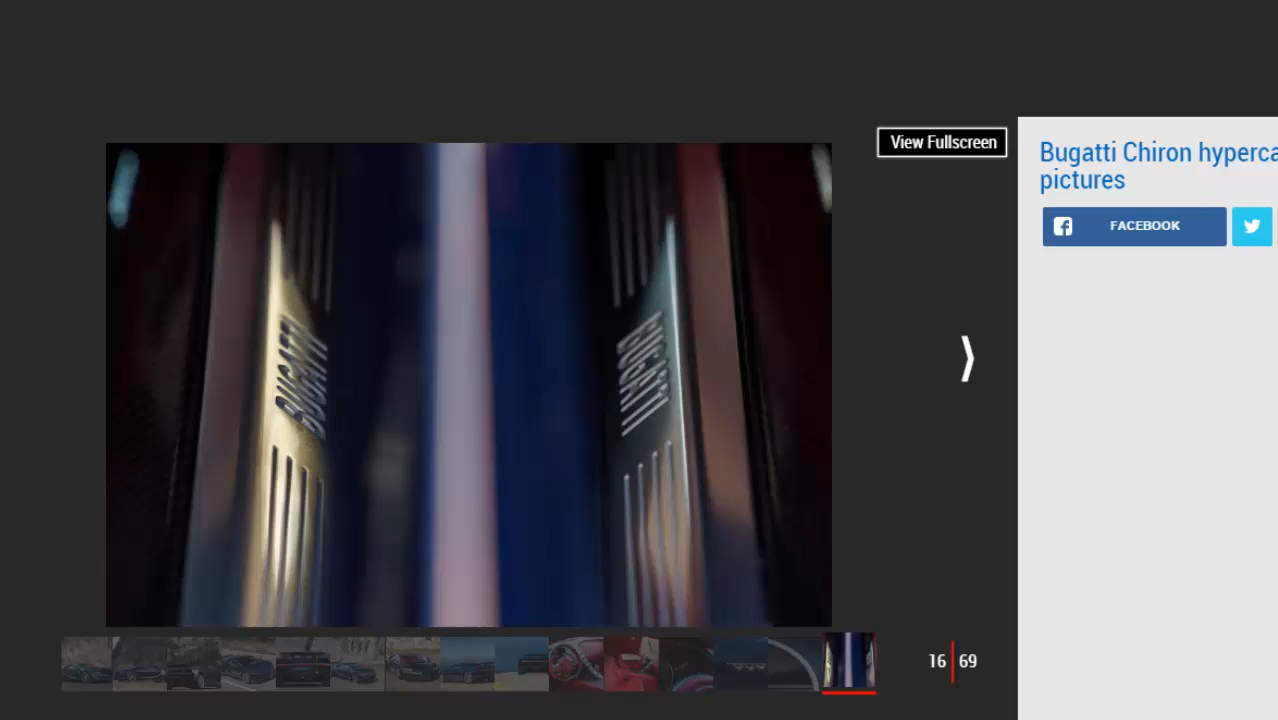 View Fullscreen
Bugatti Chiron hyperca
pictures
FACEBOOK
BUGATTI
BUGATTI
16 69